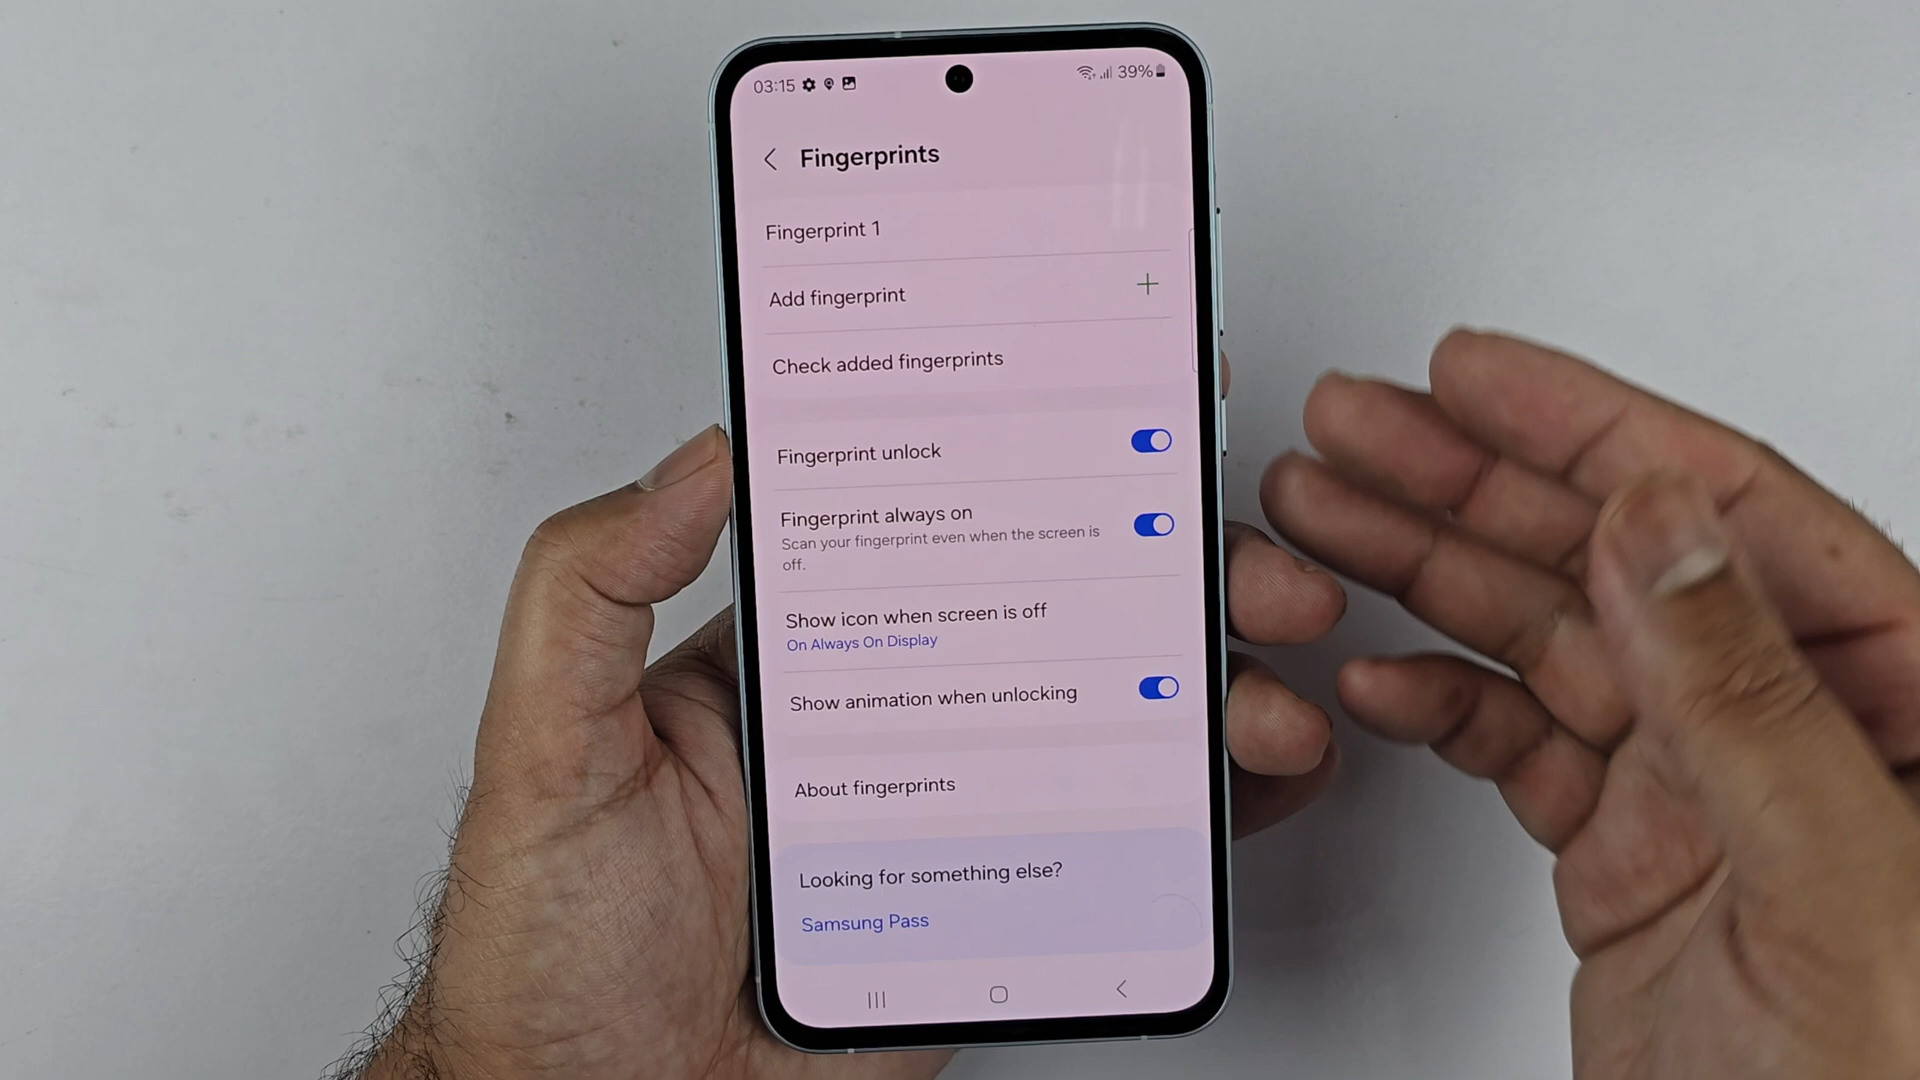 03:15 39%
Fingerprints
Fingerprint 1
Add fingerprint
Check added fingerprints
Fingerprint unlock
Fingerprint always on
Scan your fingerprint even when the screen is
off.
Show icon when screen is off
On Always On Display
Show animation when unlocking
About fingerprints
Looking for something else?
Samsung Pass